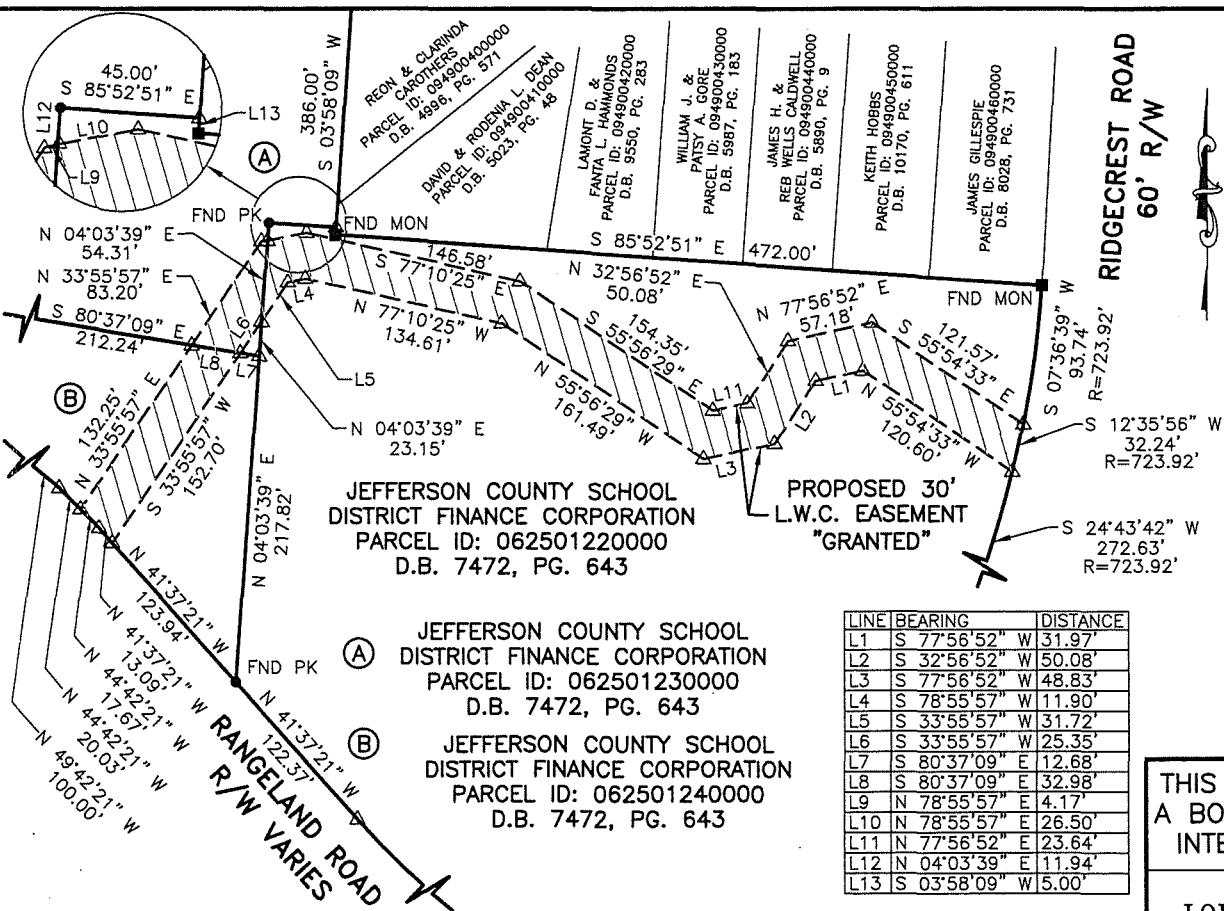 45.00'
S 85°52'51" E
L12
L10
L13
L9
386.00'
S 03°58'09" W
A
REON & CLARINDA
CAROTHERS
PARCEL ID: 094900400000
D.B. 4996, PG. 571
DAVID & RODENIA L. DEAN
PARCEL ID: 094900410000
D.B. 5023, PG. 48
LAMONT D. &
FANTA L. HAMMONDS
PARCEL ID: 094900420000
D.B. 9550, PG. 283
WILLIAM J. &
PATSY A. GORE
PARCEL ID: 094900430000
D.B. 5987, PG. 183
JAMES H. &
REB WELLS CALDWELL
PARCEL ID: 094900440000
D.B. 5890, PG. 9
KEITH HOBBS
PARCEL ID: 094900450000
D.B. 10170, PG. 611
JAMES GILLESPIE
PARCEL ID: 094900460000
D.B. 8028, PG. 731
RIDGECREST ROAD
60' R/W
FND PK
FND MON
N 04°03'39" E
54.31'
N 33°55'57" E
83.20'
S 80°37'09" E
212.24'
L4
L6
L8
L7
L5
146.58'
S 77°10'25" E
N 77°10'25" W
134.61'
S 85°52'51" E
472.00'
N 32°56'52" E
50.08'
154.35'
S 55°56'29" E
N 55°56'29" W
161.49'
N 77°56'52" E
57.18'
FND MON
121.57'
S 55°54'33" E
N 55°54'33" W
120.60'
L11
L1
L2
L3
S 07°36'39" W
93.74'
R=723.92'
S 12°35'56" W
32.24'
R=723.92'
S 24°43'42" W
272.63'
R=723.92'
B
132.25'
N 33°55'57" E
S 33°55'57" W
152.70'
N 04°03'39" E
23.15'
N 04°03'39" E
217.82'
JEFFERSON COUNTY SCHOOL
DISTRICT FINANCE CORPORATION
PARCEL ID: 062501220000
D.B. 7472, PG. 643
PROPOSED 30'
L.W.C. EASEMENT
"GRANTED"
N 41°37'21" W
123.94'
N 41°37'21" W
13.09'
N 44°42'21" W
17.67'
N 44°42'21" W
20.03'
N 49°42'21" W
100.00'
FND PK
N 41°37'21" W
122.37'
RANGELAND ROAD
R/W VARIES
A
JEFFERSON COUNTY SCHOOL
DISTRICT FINANCE CORPORATION
PARCEL ID: 062501230000
D.B. 7472, PG. 643
B
JEFFERSON COUNTY SCHOOL
DISTRICT FINANCE CORPORATION
PARCEL ID: 062501240000
D.B. 7472, PG. 643
LINE BEARING DISTANCE
L1 S 77°56'52" W 31.97'
L2 S 32°56'52" W 50.08'
L3 S 77°56'52" W 48.83'
L4 S 78°55'57" W 11.90'
L5 S 33°55'57" W 31.72'
L6 S 33°55'57" W 25.35'
L7 S 80°37'09" E 12.68'
L8 S 80°37'09" E 32.98'
L9 N 78°55'57" E 4.17'
L10 N 78°55'57" E 26.50'
L11 N 77°56'52" E 23.64'
L12 N 04°03'39" E 11.94'
L13 S 03°58'09" W 5.00'
THIS
A BO
INTE